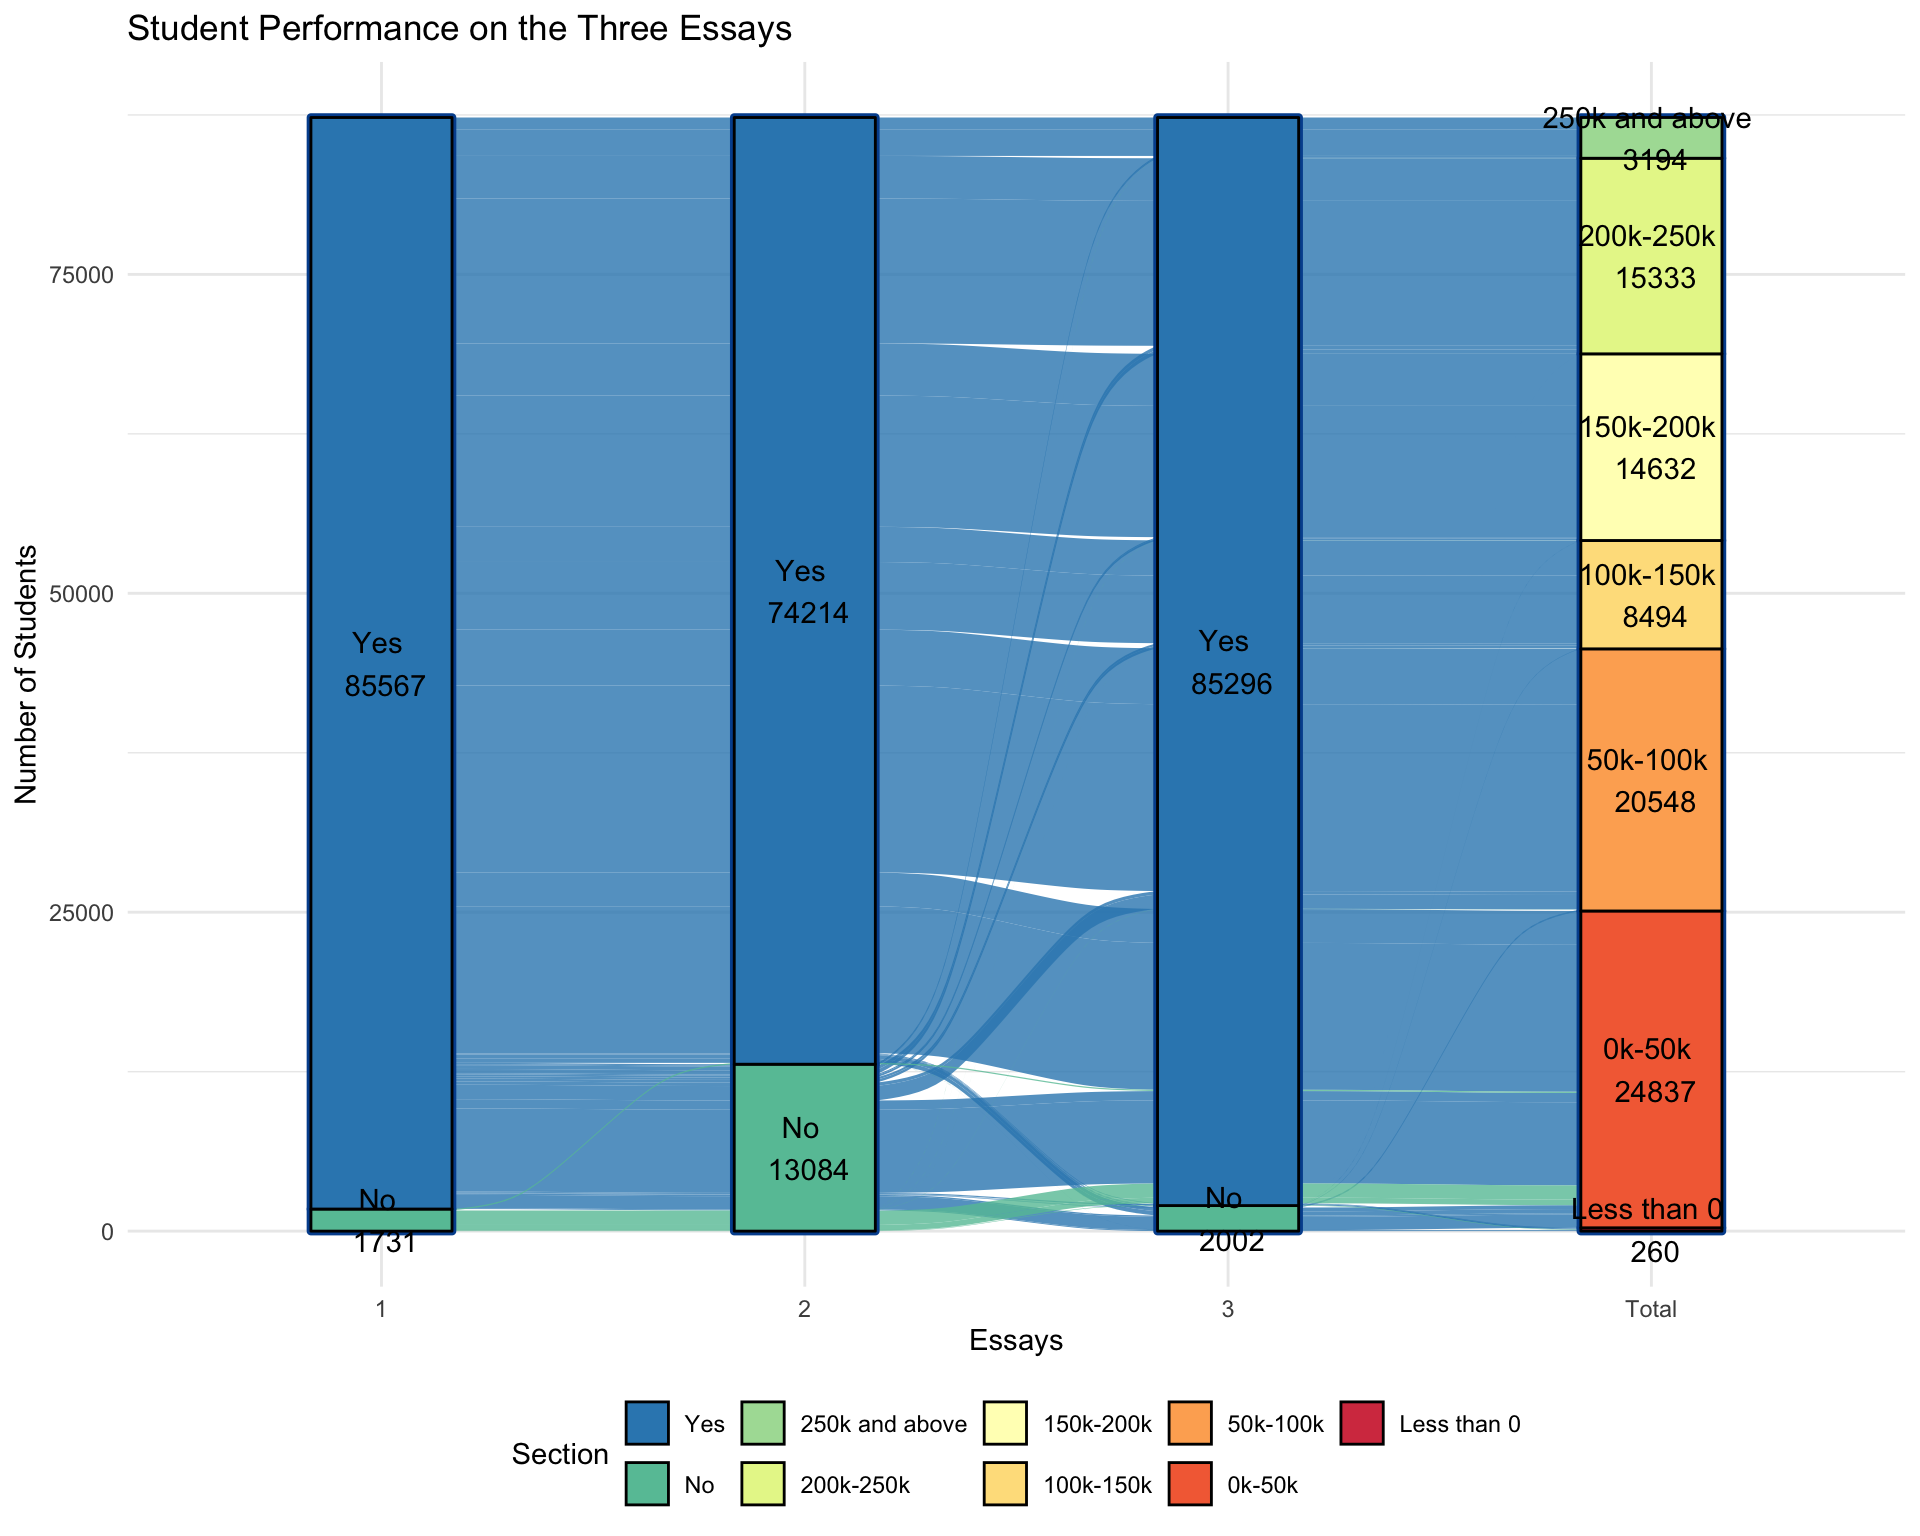 Student Performance on the Three Essays
Number of Students
75000
50000
25000
0
Yes
85567
No
1731
Yes
74214
No
13084
Yes
85296
No
2002
250k and above
3194
200k-250k
15333
150k-200k
14632
100k-150k
8494
50k-100k
20548
0k-50k
24837
Less than 0
260
1
2
3
Total
Essays
Section
Yes
250k and above
150k-200k
50k-100k
Less than 0
No
200k-250k
100k-150k
0k-50k